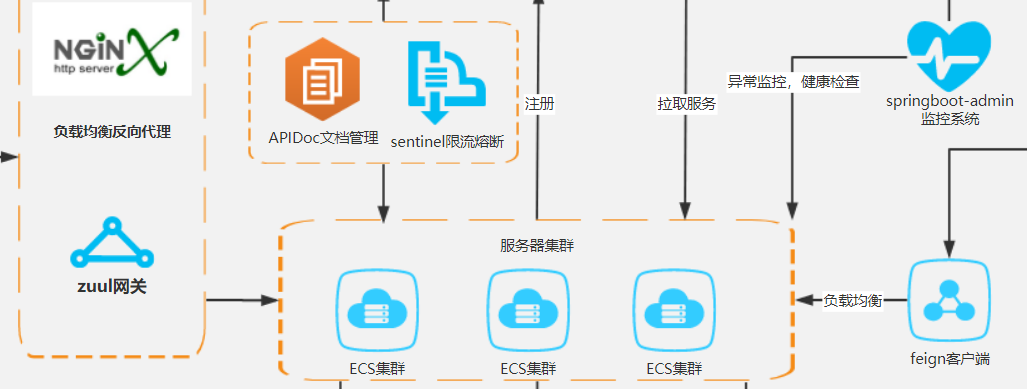 NGiNX
http server
负载均衡反向代理
zuul网关
APIDoc文档管理
sentinel限流熔断
注册
拉取服务
异常监控，健康检查
springboot-admin
监控系统
服务器集群
ECS集群
ECS集群
ECS集群
负载均衡
feign客户端